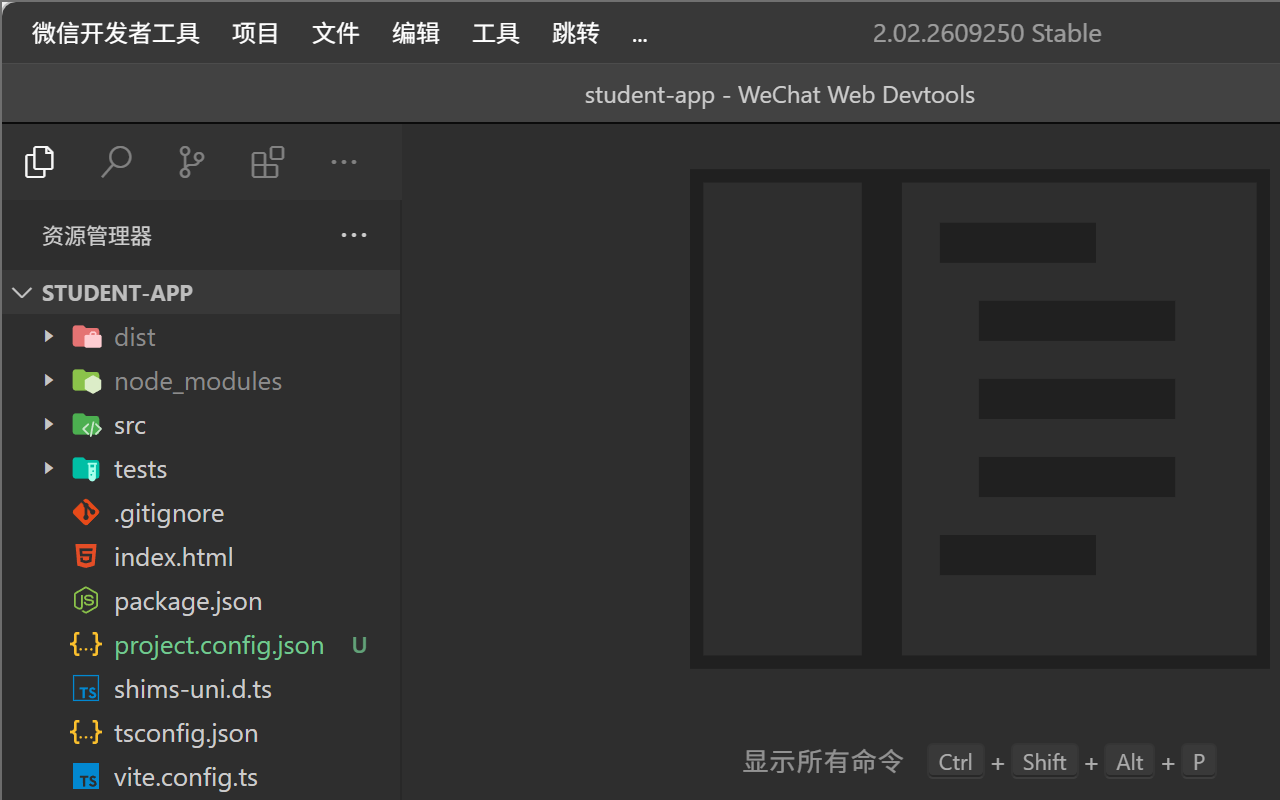 微信开发者工具 项目 文件 编辑 工具 跳转 ... 2.02.2609250 Stable
student-app - WeChat Web Devtools
资源管理器
STUDENT-APP
dist
node_modules
src
tests
.gitignore
index.html
package.json
project.config.json U
shims-uni.d.ts
tsconfig.json
vite.config.ts
显示所有命令 Ctrl + Shift + Alt + P